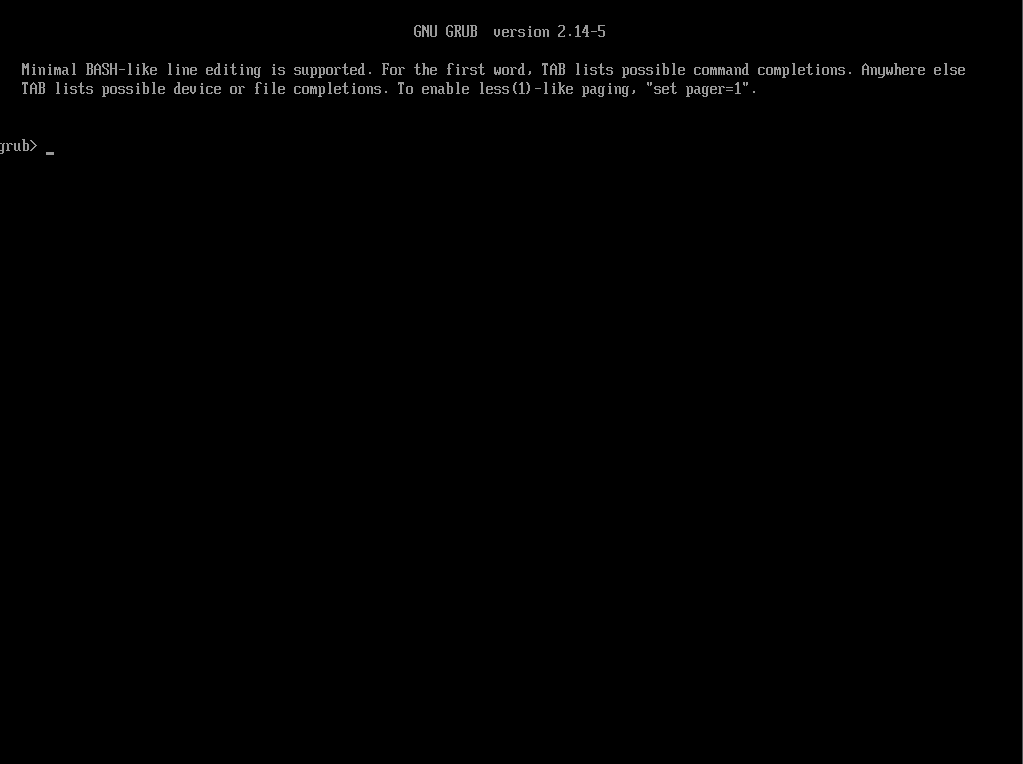 GNU GRUB  version 2.14-5
Minimal BASH-like line editing is supported. For the first word, TAB lists possible command completions. Anywhere else
TAB lists possible device or file completions. To enable less(1)-like paging, "set pager=1".
grub> _